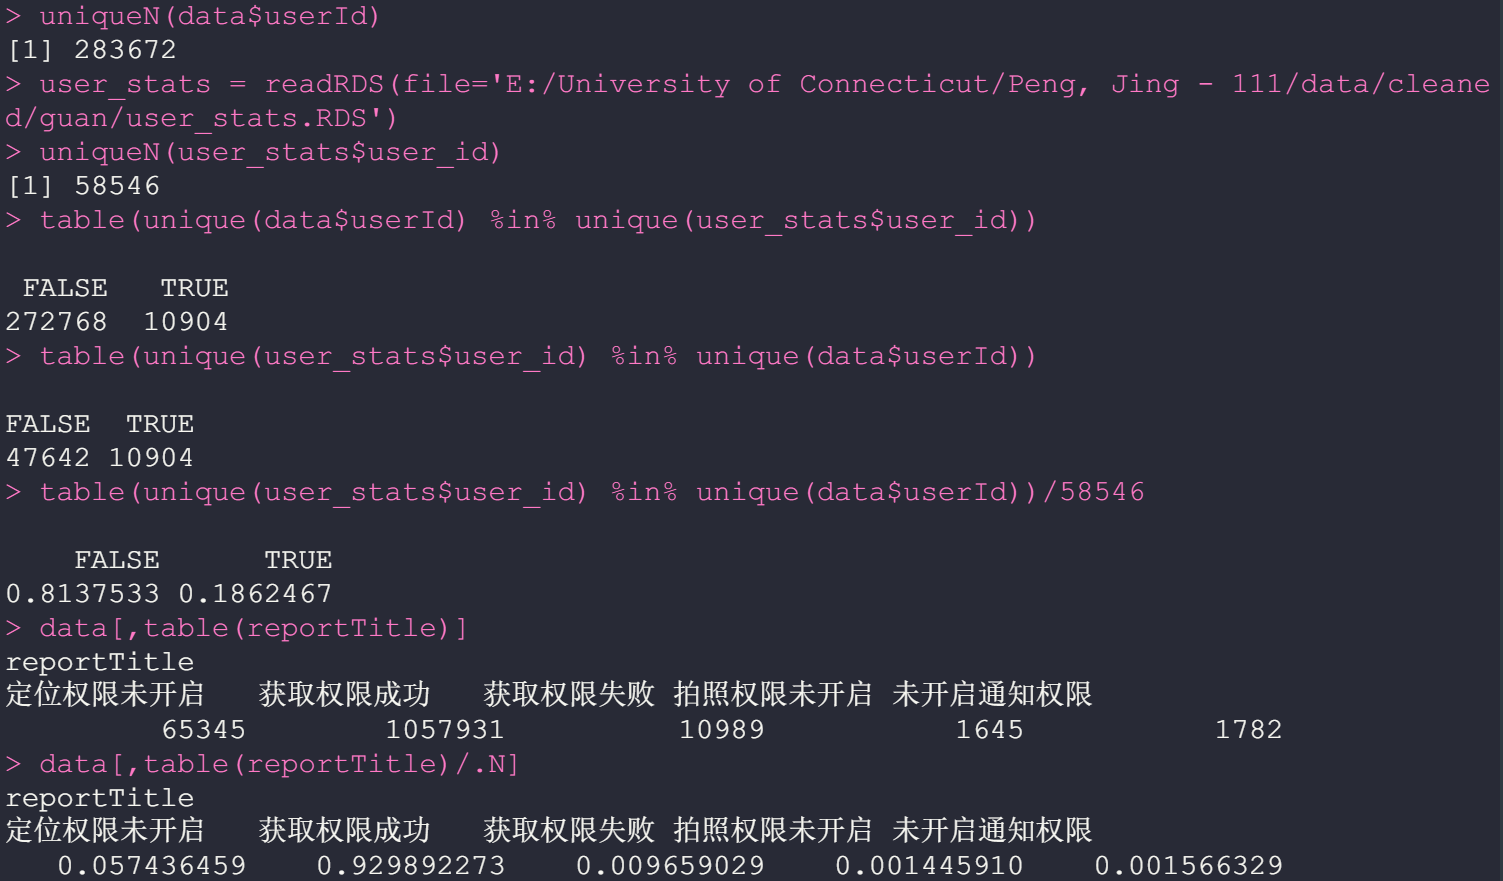 > uniqueN(data$userId)
[1] 283672
> user_stats = readRDS(file='E:/University of Connecticut/Peng, Jing - 111/data/cleane
d/guan/user_stats.RDS')
> uniqueN(user_stats$user_id)
[1] 58546
> table(unique(data$userId) %in% unique(user_stats$user_id))
FALSE TRUE
272768 10904
> table(unique(user_stats$user_id) %in% unique(data$userId))
FALSE TRUE
47642 10904
> table(unique(user_stats$user_id) %in% unique(data$userId))/58546
FALSE TRUE
0.8137533 0.1862467
> data[,table(reportTitle)]
reportTitle
定位权限未开启 获取权限成功 获取权限失败 拍照权限未开启 未开启通知权限
65345 1057931 10989 1645 1782
> data[,table(reportTitle)/.N]
reportTitle
定位权限未开启 获取权限成功 获取权限失败 拍照权限未开启 未开启通知权限
0.057436459 0.929892273 0.009659029 0.001445910 0.001566329